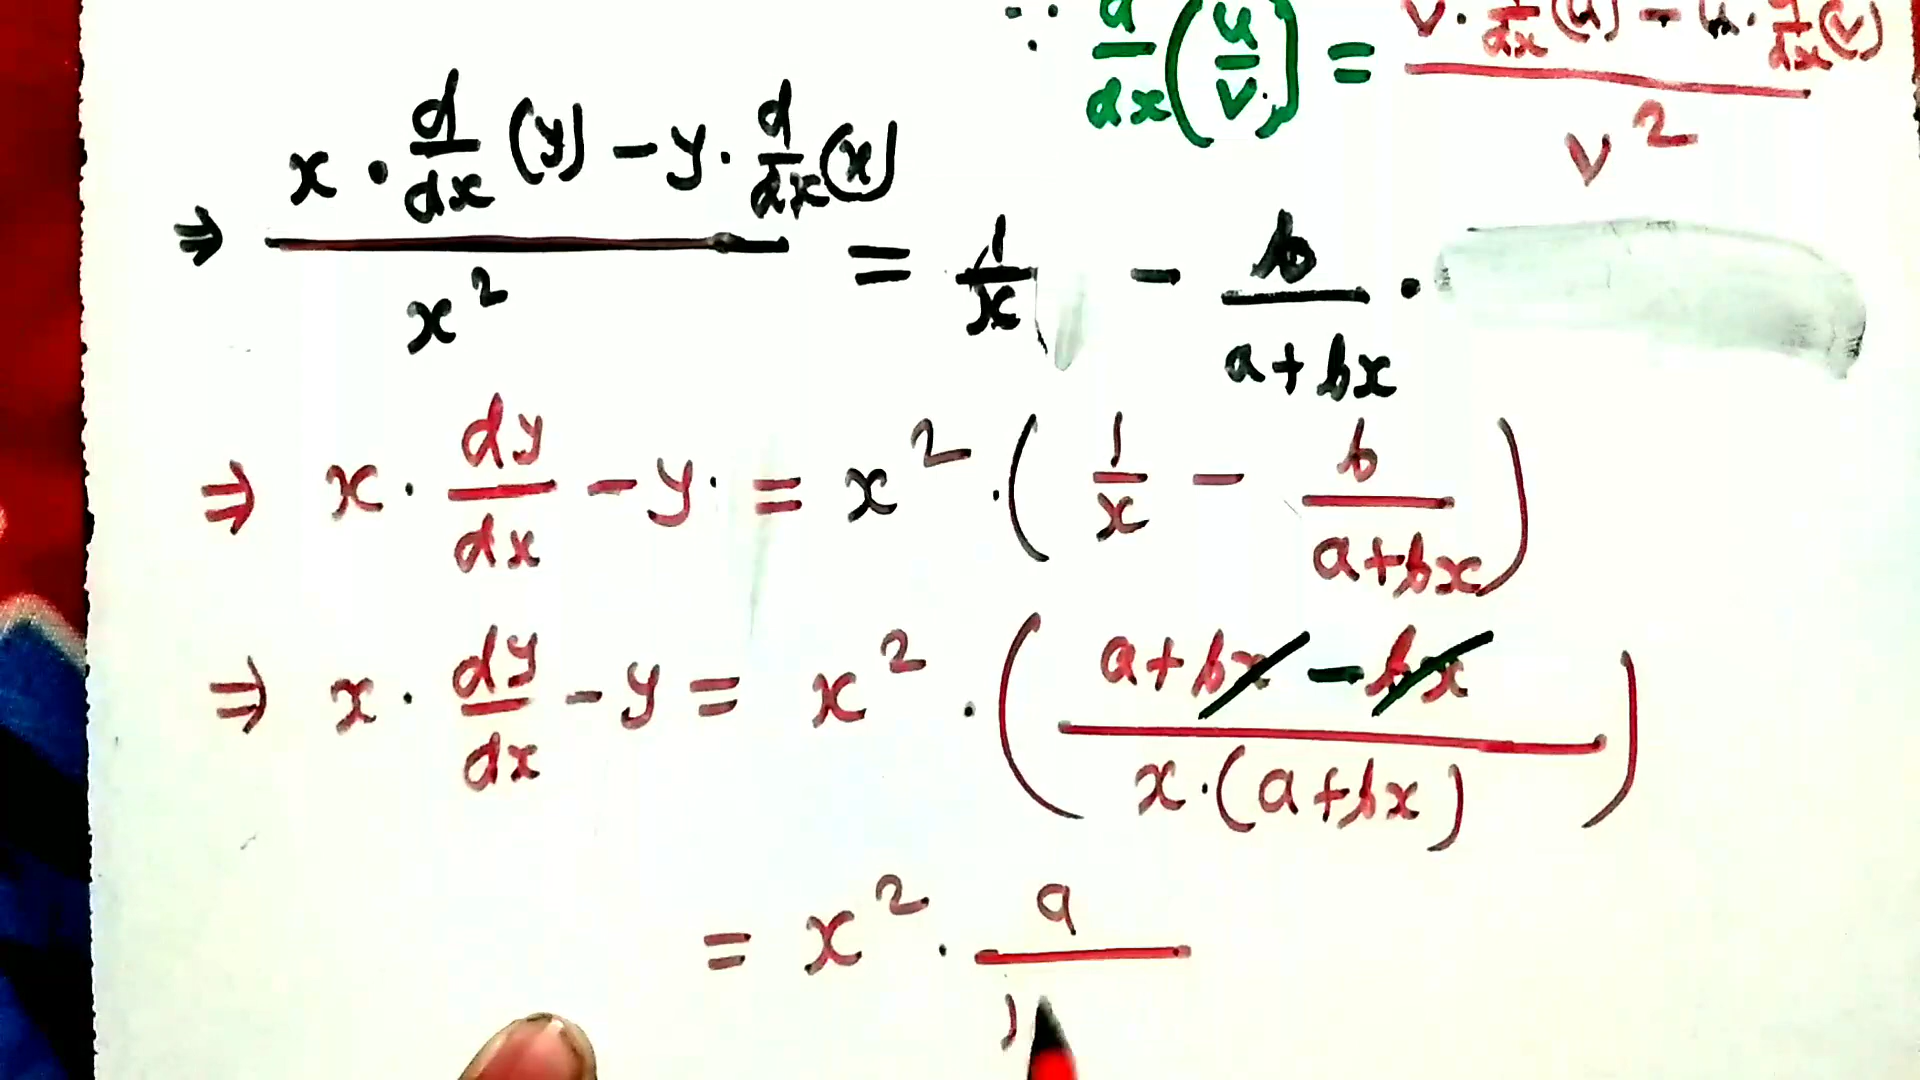 ∵ d/dx (u/v) = (v · d/dx (u) − u · d/dx (v)) / v²
⇒ (x · d/dx (y) − y · d/dx (x)) / x² = 1/x − b/(a+bx) ·
⇒ x · dy/dx − y · = x² · (1/x − b/(a+bx))
⇒ x · dy/dx − y = x² · ((a+bx − bx) / (x·(a+bx)))
= x² · a/